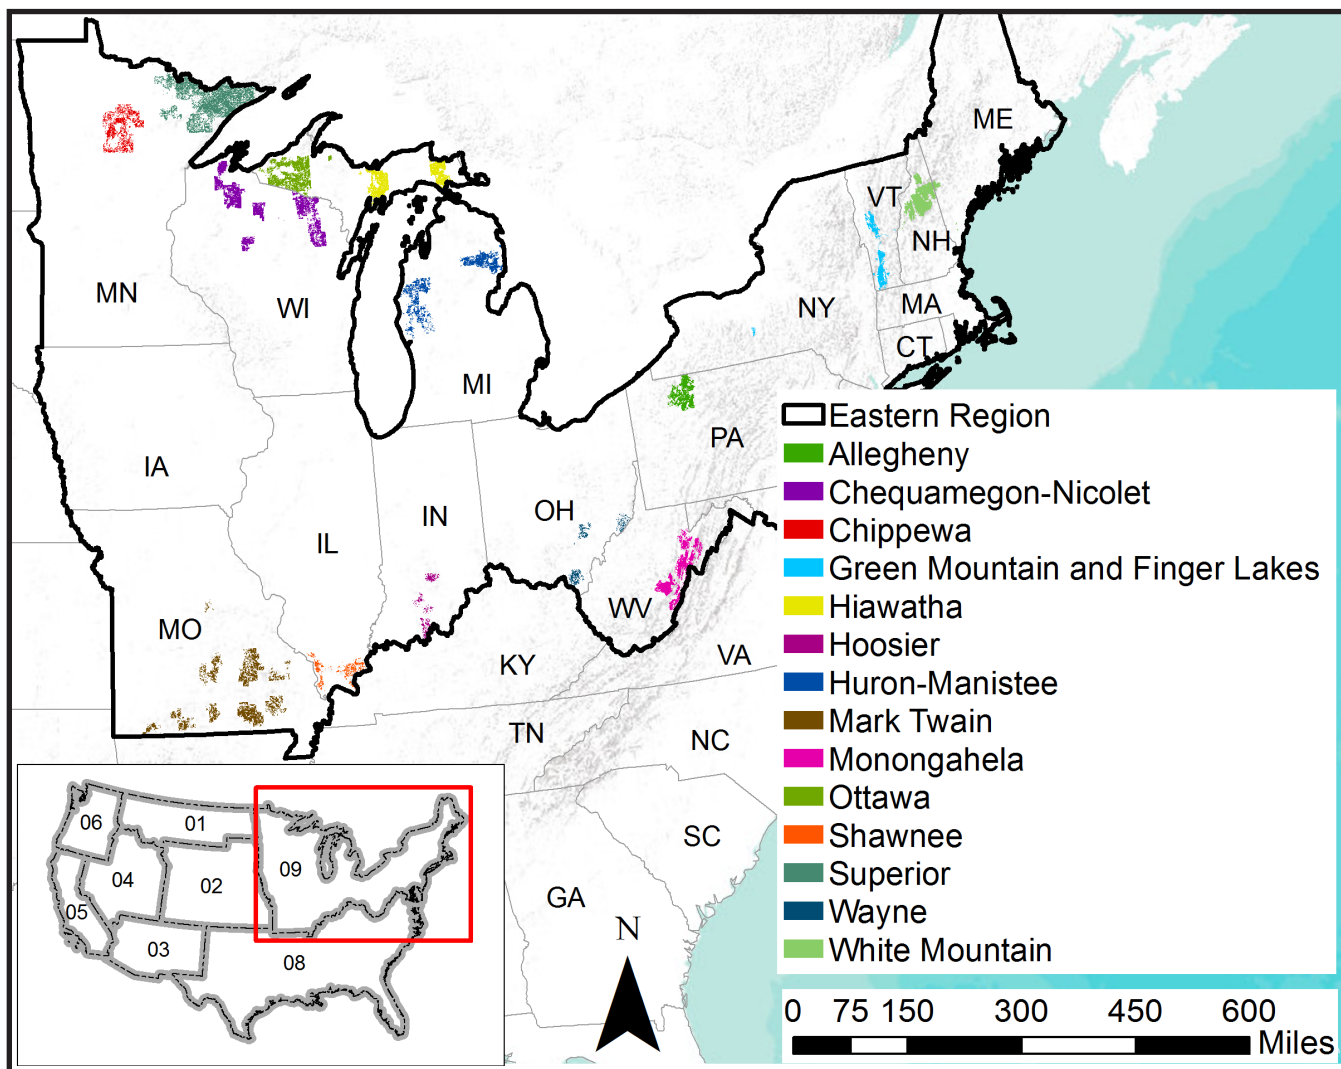 ME
VT
NH
MN
WI
NY
MA
CT
MI
PA
IA
OH
IN
IL
WV
MO
VA
KY
TN
NC
SC
GA
Eastern Region
Allegheny
Chequamegon-Nicolet
Chippewa
Green Mountain and Finger Lakes
Hiawatha
Hoosier
Huron-Manistee
Mark Twain
Monongahela
Ottawa
Shawnee
Superior
Wayne
White Mountain
06
01
09
04
02
05
03
08
N
0 75 150 300 450 600
Miles